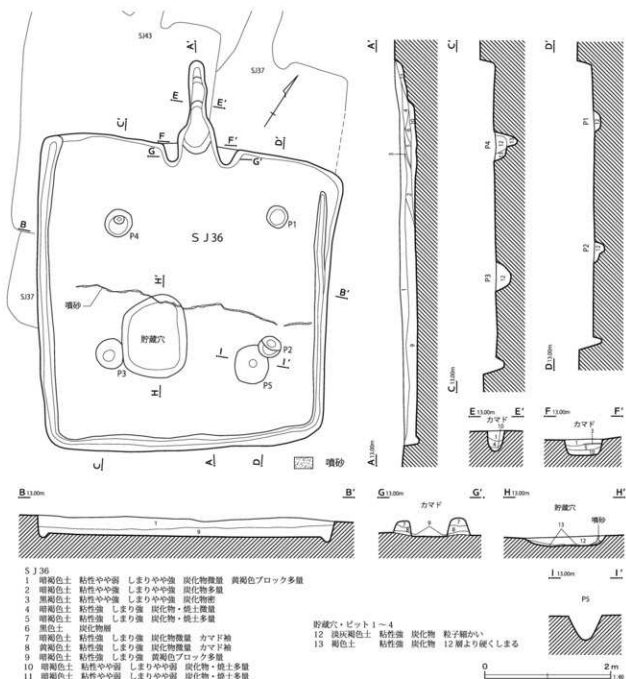 SJ43
SJ37
A'
E
E'
C'
F
F'
D'
G
G'
P4
P1
SJ36
B
H'
B'
噴砂
SJ37
貯蔵穴
I
P2
I'
P3
P5
H
C
A
D
噴砂
A'
A 13.00m
C'
P4
P3
C 13.00m
D'
P1
P2
D 13.00m
E 13.00m E'
カマド
F 13.00m F'
カマド
B 13.00m B'
1
9
G G'
カマド
H 13.00m H'
貯蔵穴
噴砂
13
12
I 13.00m I'
P5
SJ36
1 暗褐色土 粘性やや弱 しまりやや強 炭化物微量 黄褐色ブロック多量
2 暗褐色土 粘性やや強 しまりやや強 炭化物多量
3 黒褐色土 粘性やや強 しまりやや強 炭化物密
4 暗褐色土 粘性強 しまり強 炭化物・焼土微量
5 暗褐色土 粘性強 しまり強 炭化物・焼土多量
6 黒色土 炭化物層
7 暗褐色土 粘性強 しまり強 炭化物微量 カマド袖
8 黄褐色土 粘性強 しまり強 炭化物微量 カマド袖
9 暗褐色土 粘性強 しまり強 黄褐色ブロック多量
10 暗褐色土 粘性やや弱 しまりやや弱 炭化物・焼土多量
11 暗褐色土 粘性やや弱 しまりやや弱 炭化物・焼土多量
貯蔵穴・ピット1～4
12 淡灰褐色土 粘性強 炭化物 粒子細かい
13 褐色土 粘性強 炭化物 12層より硬くしまる
0 2m
1:60